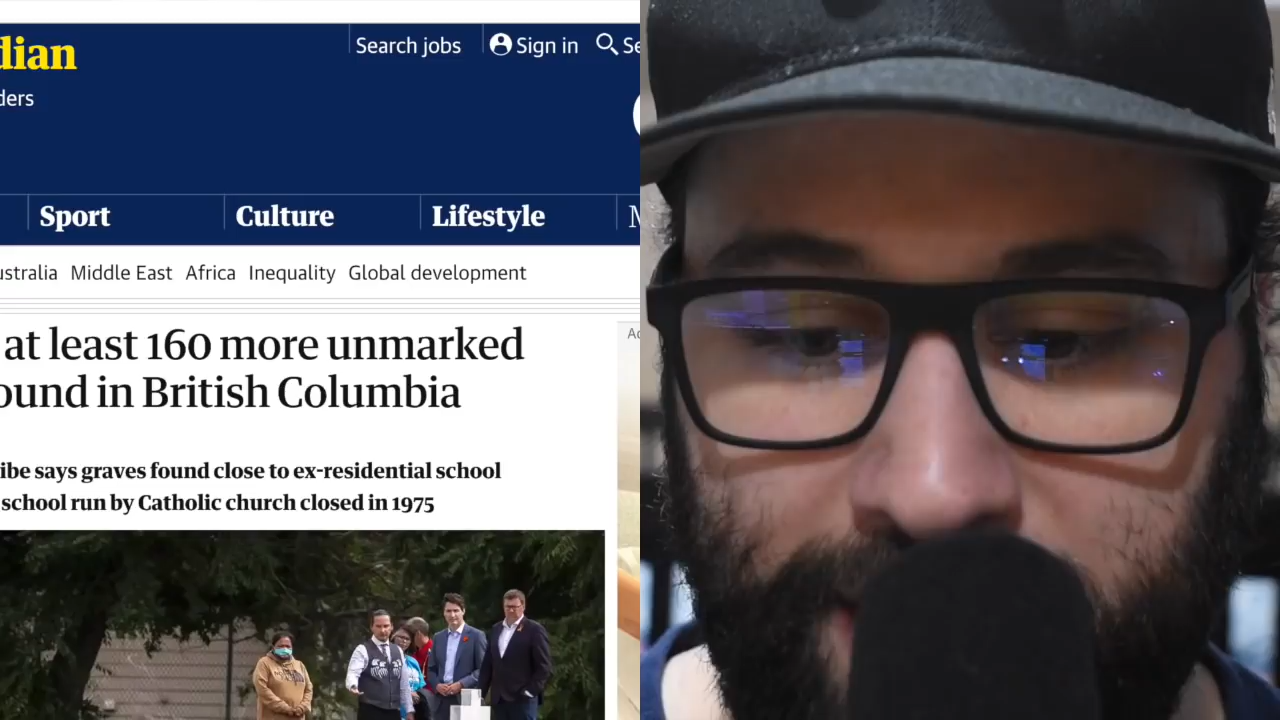 dian
Search jobs
Sign in
Se
ders
Sport
Culture
Lifestyle
M
ustralia Middle East Africa Inequality Global development
at least 160 more unmarked
ound in British Columbia
ibe says graves found close to ex-residential school
school run by Catholic church closed in 1975